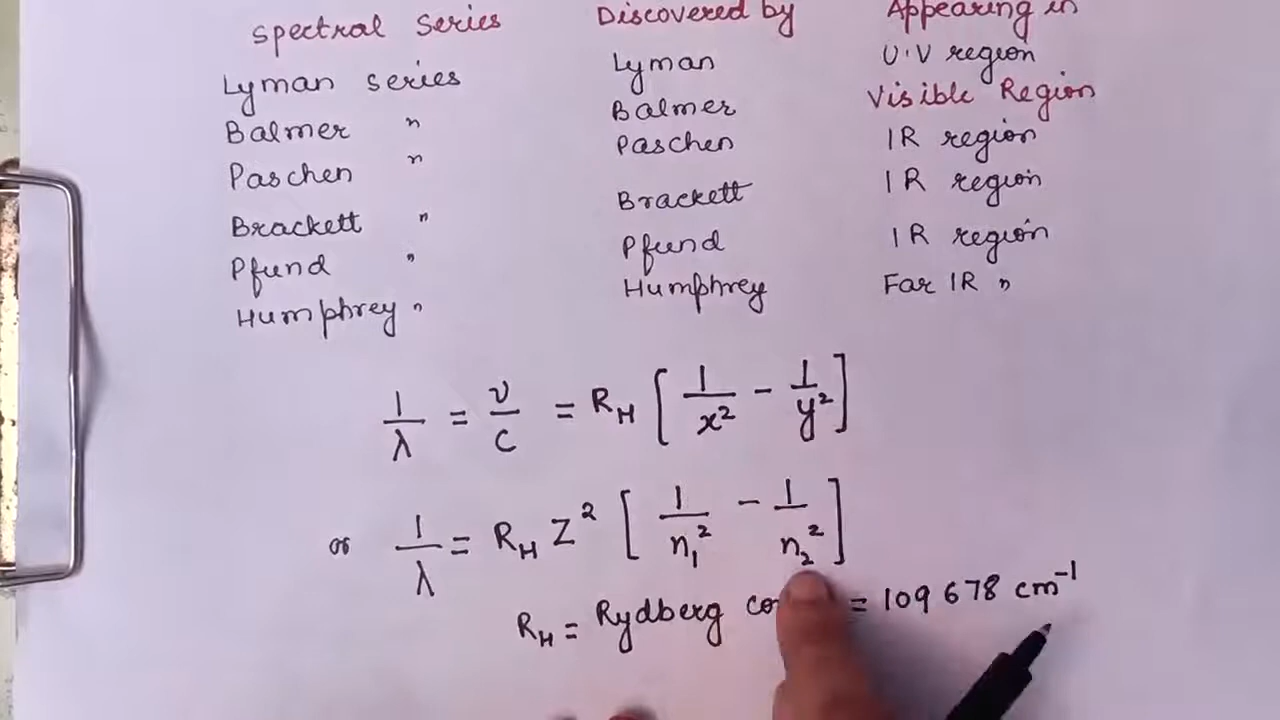 Spectral Series Discovered by Appearing in
Lyman series Lyman U.V region
Balmer " Balmer Visible Region
Paschen " Paschen IR region
Brackett " Brackett IR region
Pfund " Pfund IR region
Humphrey " Humphrey Far IR "
1/λ = ν/c = R_H [1/x² - 1/y²]
or 1/λ = R_H Z² [1/n₁² - 1/n₂²]
R_H = Rydberg = 109678 cm⁻¹